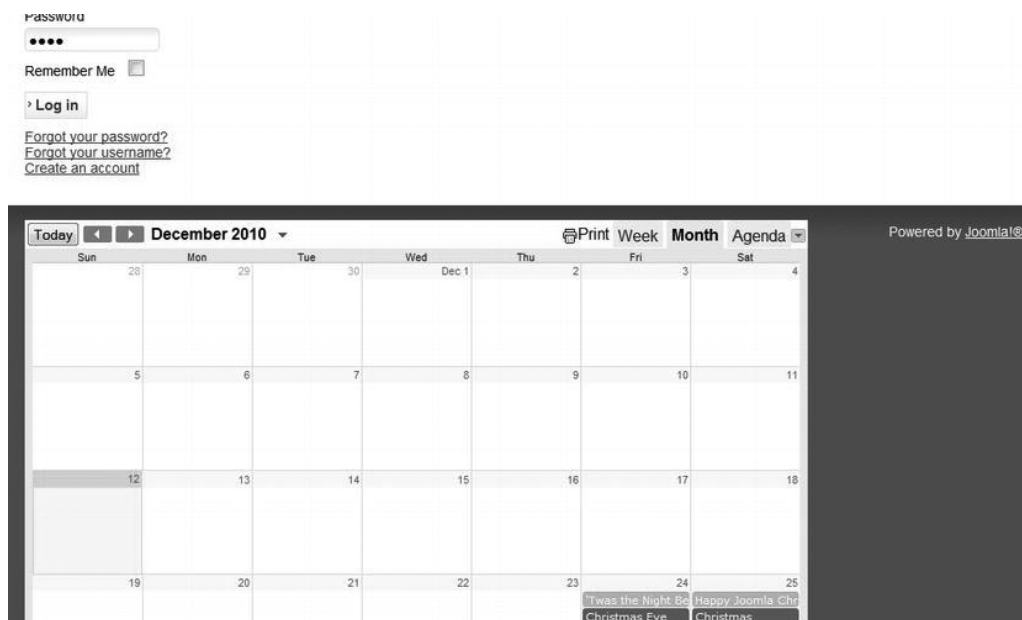 Password
••••
Remember Me
› Log in
Forgot your password?
Forgot your username?
Create an account
Today December 2010 Print Week Month Agenda
Powered by Joomla!®
Sun Mon Tue Wed Thu Fri Sat
28 29 30 Dec 1 2 3 4
5 6 7 8 9 10 11
12 13 14 15 16 17 18
19 20 21 22 23 24 25
'Twas the Night Be Happy Joomla Chr
Christmas Eve Christmas